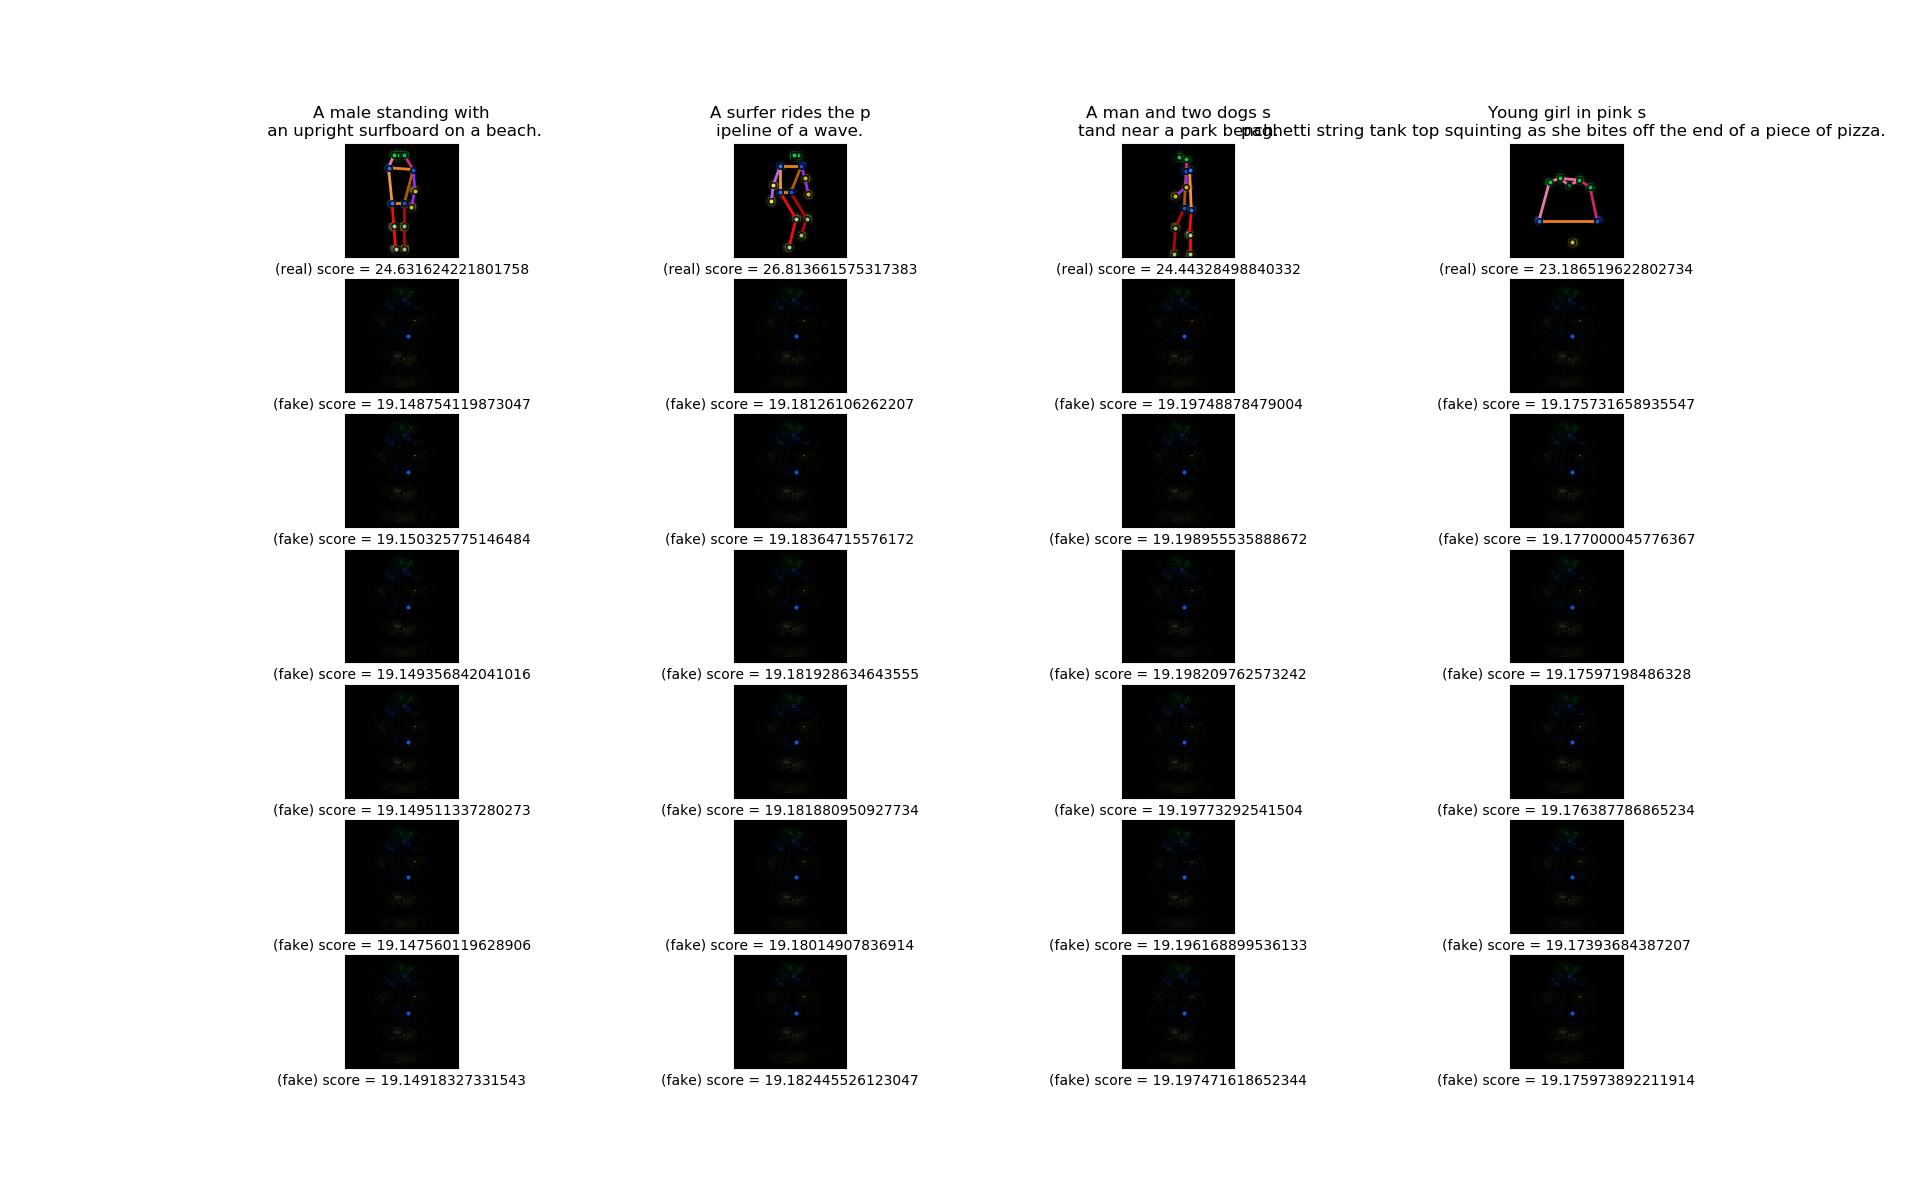 A male standing with
an upright surfboard on a beach.
A surfer rides the p
ipeline of a wave.
A man and two dogs s
tand near a park bench.
Young girl in pink s
paghetti string tank top squinting as she bites off the end of a piece of pizza.
(real) score = 24.631624221801758
(real) score = 26.813661575317383
(real) score = 24.44328498840332
(real) score = 23.186519622802734
(fake) score = 19.148754119873047
(fake) score = 19.18126106262207
(fake) score = 19.19748878479004
(fake) score = 19.175731658935547
(fake) score = 19.150325775146484
(fake) score = 19.18364715576172
(fake) score = 19.198955535888672
(fake) score = 19.177000045776367
(fake) score = 19.149356842041016
(fake) score = 19.181928634643555
(fake) score = 19.198209762573242
(fake) score = 19.17597198486328
(fake) score = 19.149511337280273
(fake) score = 19.181880950927734
(fake) score = 19.19773292541504
(fake) score = 19.176387786865234
(fake) score = 19.147560119628906
(fake) score = 19.18014907836914
(fake) score = 19.196168899536133
(fake) score = 19.17393684387207
(fake) score = 19.14918327331543
(fake) score = 19.182445526123047
(fake) score = 19.197471618652344
(fake) score = 19.175973892211914